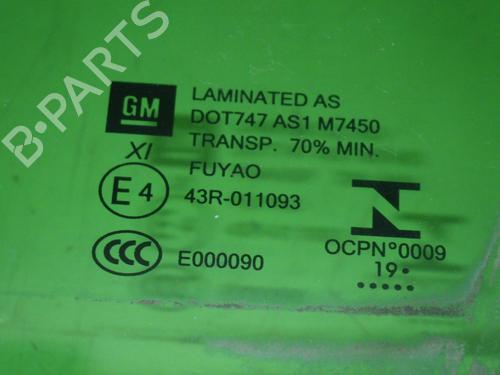 B-PARTS
GM
LAMINATED AS
DOT747 AS1 M7450
TRANSP. 70% MIN.
XI
FUYAO
E4
43R-011093
CCC
E000090
OCPN°0009
19•
•••••